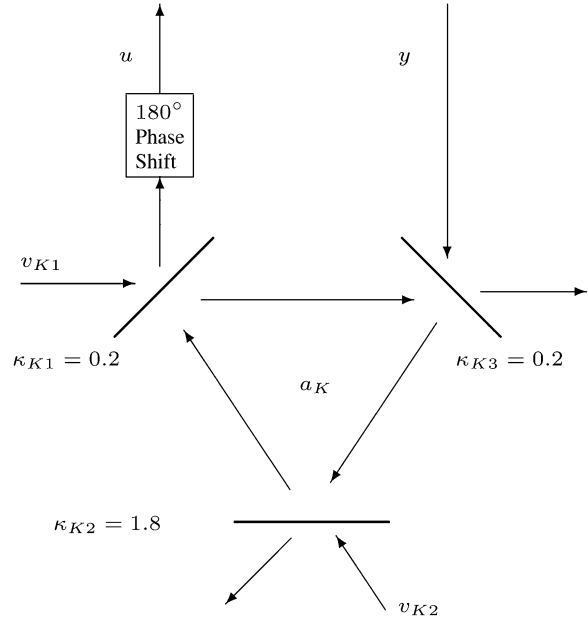 u
y
180°
Phase
Shift
v_{K1}
κ_{K1} = 0.2
κ_{K3} = 0.2
a_K
κ_{K2} = 1.8
v_{K2}